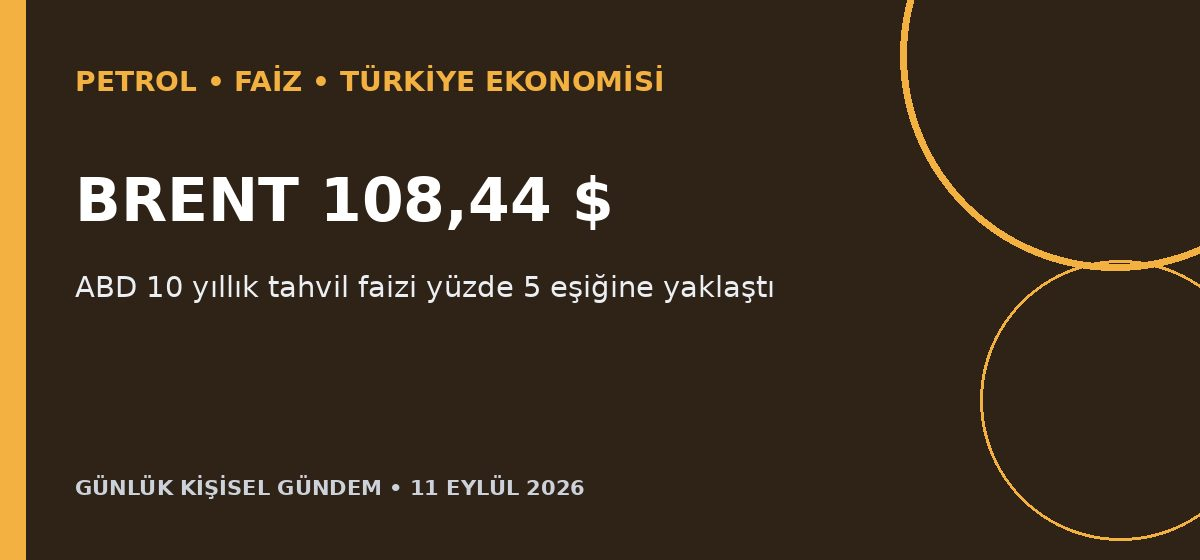 PETROL • FAİZ • TÜRKİYE EKONOMİSİ
BRENT 108,44 $
ABD 10 yıllık tahvil faizi yüzde 5 eşiğine yaklaştı
GÜNLÜK KİŞİSEL GÜNDEM • 11 EYLÜL 2026